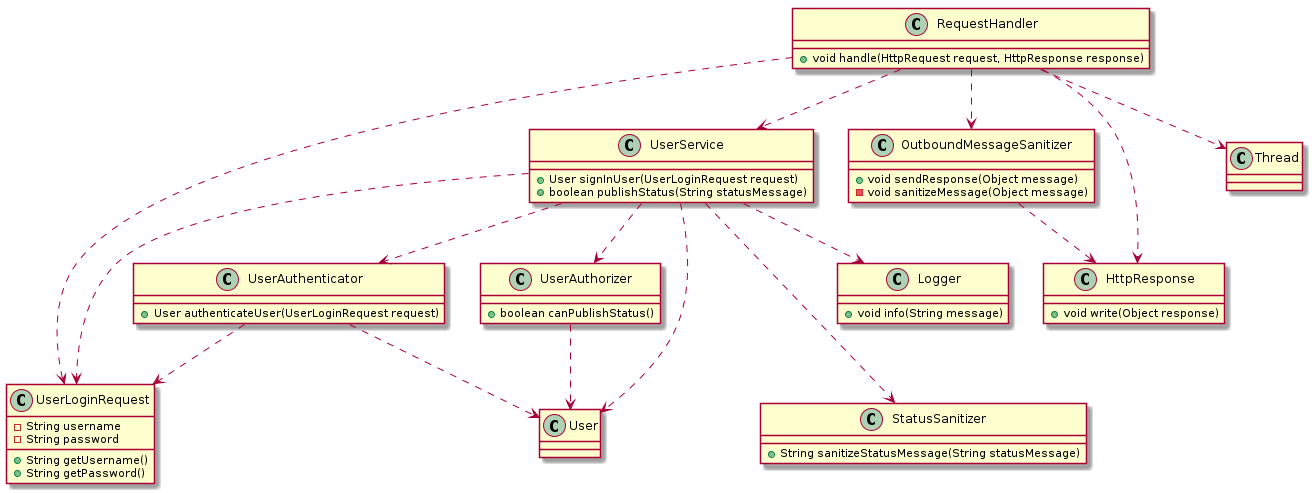 C RequestHandler
void handle(HttpRequest request, HttpResponse response)
C UserService
User signInUser(UserLoginRequest request)
boolean publishStatus(String statusMessage)
C OutboundMessageSanitizer
void sendResponse(Object message)
void sanitizeMessage(Object message)
C Thread
C UserAuthenticator
User authenticateUser(UserLoginRequest request)
C UserAuthorizer
boolean canPublishStatus()
C Logger
void info(String message)
C HttpResponse
void write(Object response)
C UserLoginRequest
String username
String password
String getUsername()
String getPassword()
C User
C StatusSanitizer
String sanitizeStatusMessage(String statusMessage)